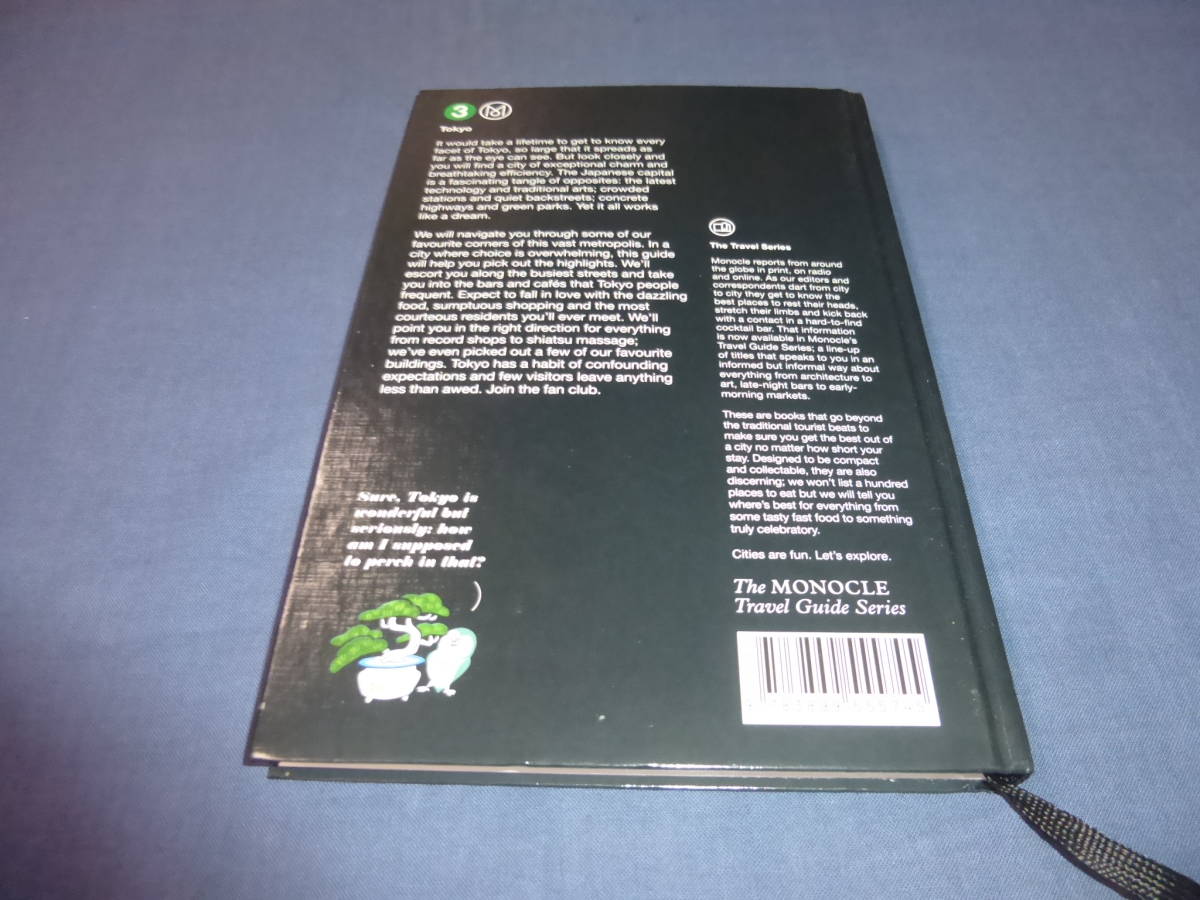 3
Tokyo
It would take a lifetime to get to know every
facet of Tokyo, so large that it spreads as
far as the eye can see. But look closely and
you will find a city of exceptional charm and
breathtaking efficiency. The Japanese capital
is a fascinating tangle of opposites: the latest
technology and traditional arts; crowded
stations and quiet backstreets; concrete
highways and green parks. Yet it all works
like a dream.
We will navigate you through some of our
favourite corners of this vast metropolis. In a
city where choice is overwhelming, this guide
will help you pick out the highlights. We'll
escort you along the busiest streets and take
you into the bars and cafés that Tokyo people
frequent. Expect to fall in love with the dazzling
food, sumptuous shopping and the most
courteous residents you'll ever meet. We'll
point you in the right direction for everything
from record shops to shiatsu massage;
we've even picked out a few of our favourite
buildings. Tokyo has a habit of confounding
expectations and few visitors leave anything
less than awed. Join the fan club.
Sure, Tokyo is
wonderful but
seriously: how
am I supposed
to perch in that?
The Travel Series
Monocle reports from around
the globe in print, on radio
and online. As our editors and
correspondents dart from city
to city they get to know the
best places to rest their heads,
stretch their limbs and kick back
with a contact in a hard-to-find
cocktail bar. That information
is now available in Monocle's
Travel Guide Series; a line-up
of titles that speaks to you in an
informed but informal way about
everything from architecture to
art, late-night bars to early-
morning markets.
These are books that go beyond
the traditional tourist beats to
make sure you get the best out of
a city no matter how short your
stay. Designed to be compact
and collectable, they are also
discerning; we won't list a hundred
places to eat but we will tell you
where's best for everything from
some tasty fast food to something
truly celebratory.
Cities are fun. Let's explore.
The MONOCLE
Travel Guide Series